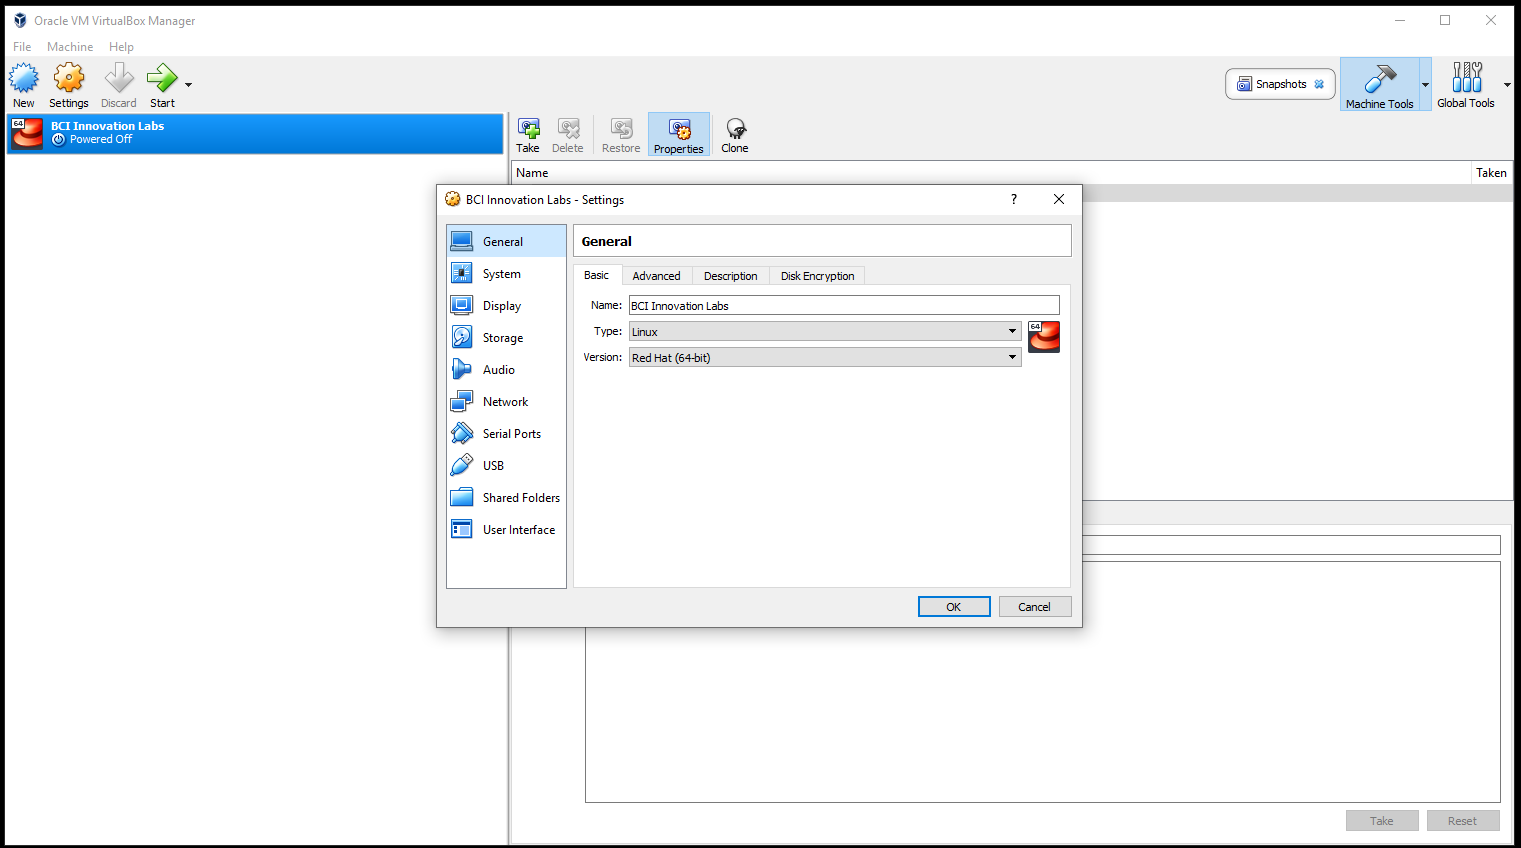 Oracle VM VirtualBox Manager
File Machine Help
New Settings Discard Start
Snapshots
Machine Tools
Global Tools
64
BCI Innovation Labs
Powered Off
Take Delete Restore Properties Clone
Name Taken
BCI Innovation Labs - Settings
?
General
System
Display
Storage
Audio
Network
Serial Ports
USB
Shared Folders
User Interface
General
Basic Advanced Description Disk Encryption
Name: BCI Innovation Labs
Type: Linux
64
Version: Red Hat (64-bit)
OK Cancel
Take Reset